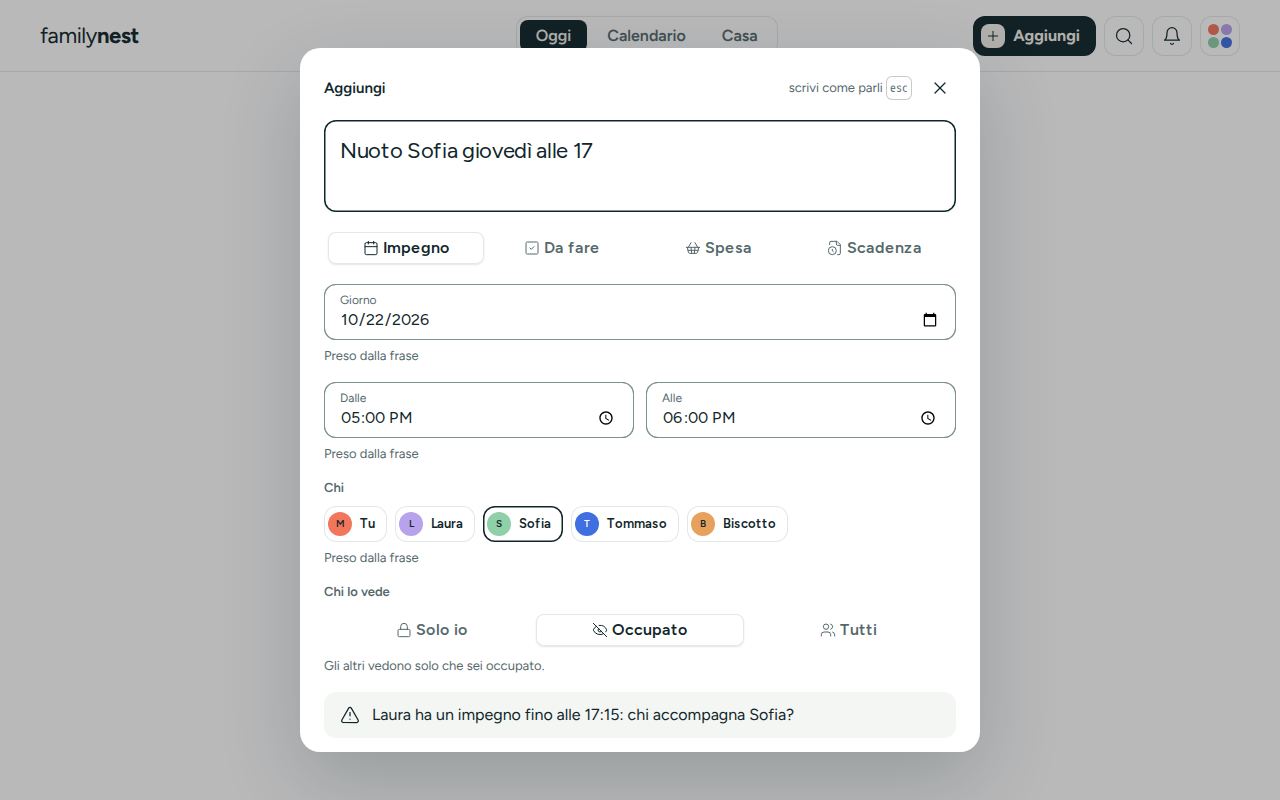 familynest
Oggi
Calendario
Casa
Aggiungi
Aggiungi
scrivi come parli esc
Nuoto Sofia giovedì alle 17
Impegno
Da fare
Spesa
Scadenza
Giorno
10/22/2026
Preso dalla frase
Dalle
05:00 PM
Alle
06:00 PM
Preso dalla frase
Chi
M Tu
L Laura
S Sofia
T Tommaso
B Biscotto
Preso dalla frase
Chi lo vede
Solo io
Occupato
Tutti
Gli altri vedono solo che sei occupato.
Laura ha un impegno fino alle 17:15: chi accompagna Sofia?